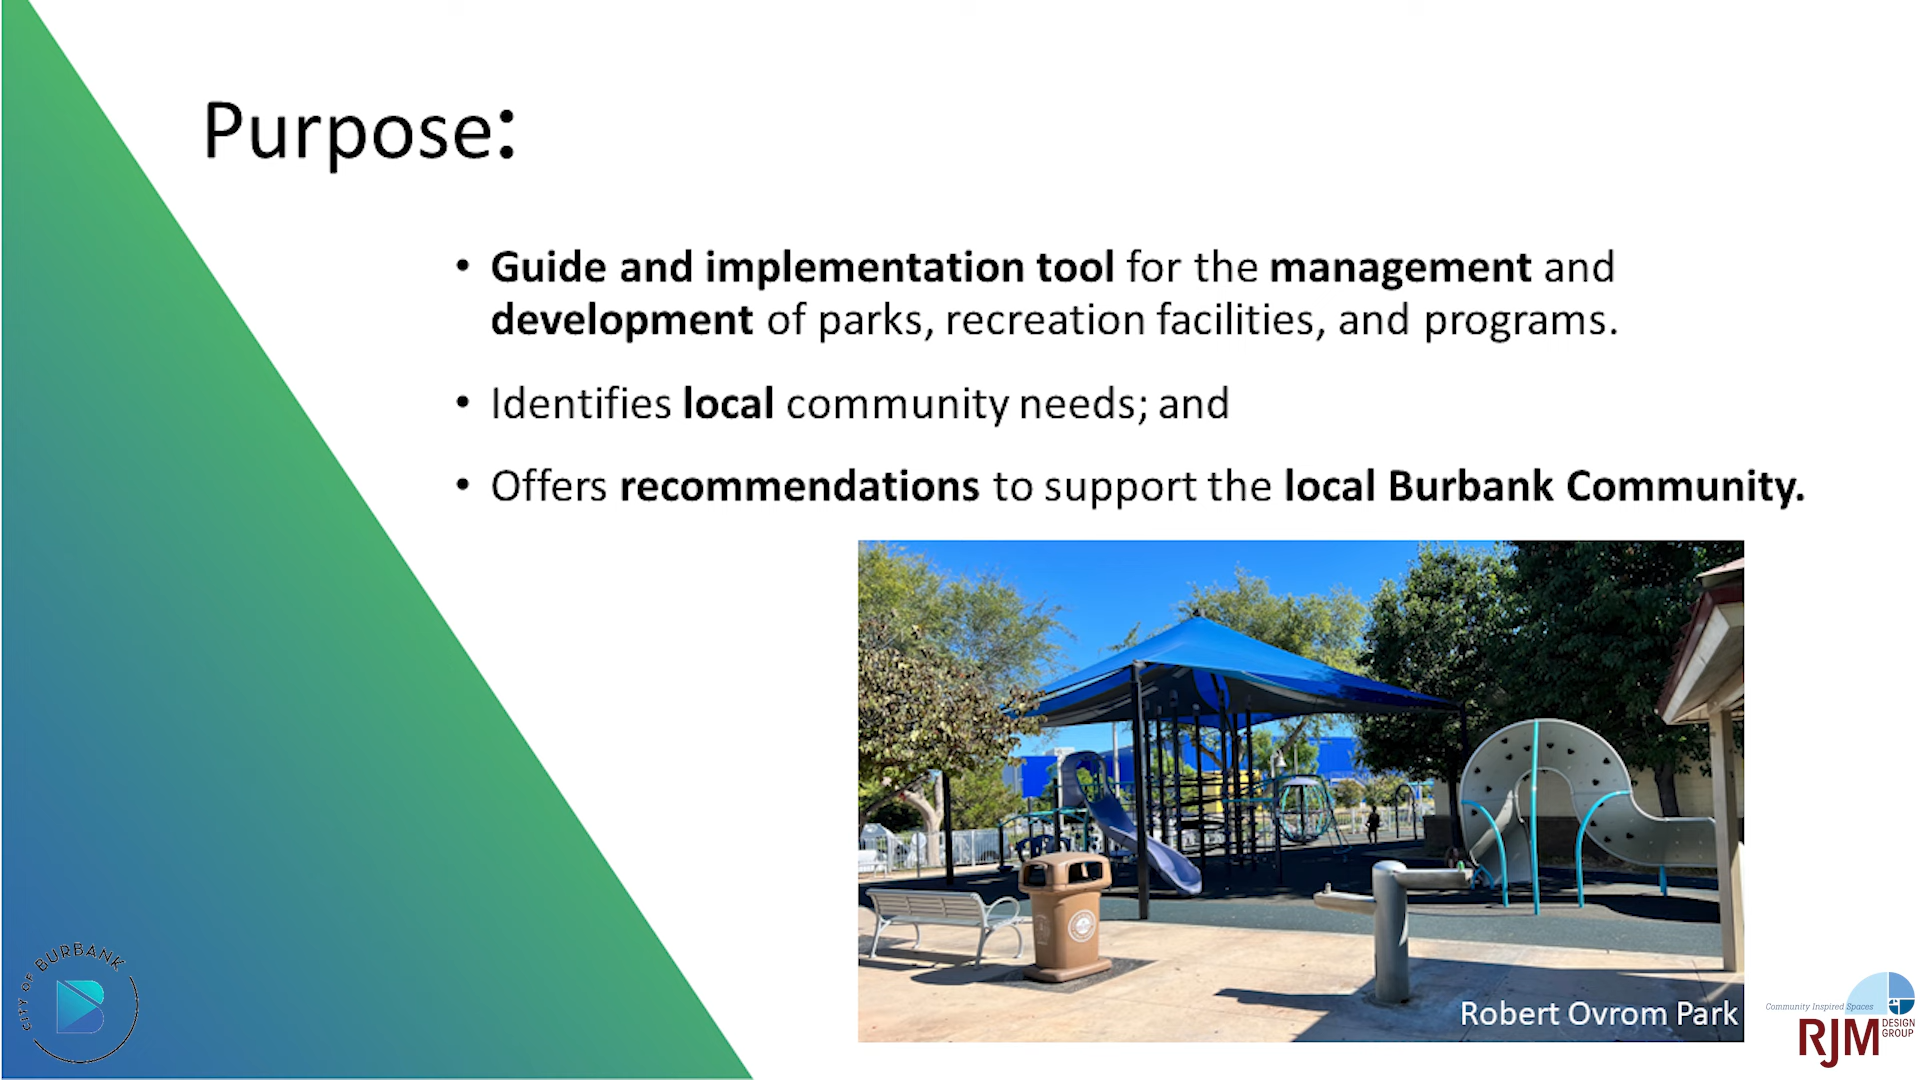 Purpose:
• Guide and implementation tool for the management and
development of parks, recreation facilities, and programs.
• Identifies local community needs; and
• Offers recommendations to support the local Burbank Community.
Robert Ovrom Park
CITY OF BURBANK
B
Community Inspired Spaces
RJM DESIGN
GROUP